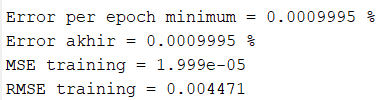 Error per epoch minimum = 0.0009995 %
Error akhir = 0.0009995 %
MSE training = 1.999e-05
RMSE training = 0.004471